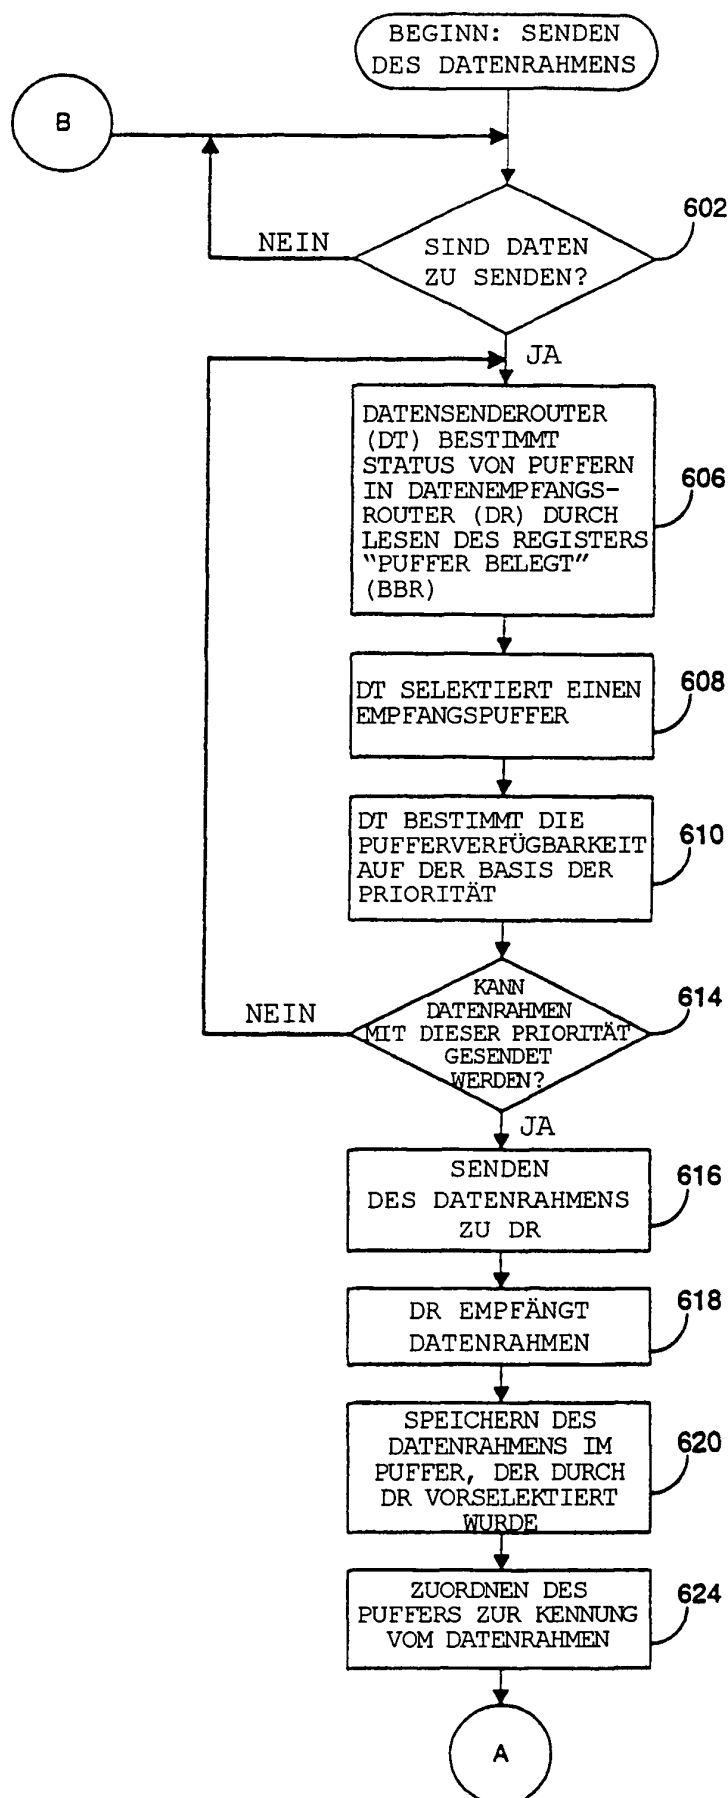 BEGINN: SENDEN
DES DATENRAHMENS
B
602
NEIN
SIND DATEN
ZU SENDEN?
JA
DATENSENDEROUTER
(DT) BESTIMMT
STATUS VON PUFFERN
IN DATENEMPFANGS-
ROUTER (DR) DURCH
LESEN DES REGISTERS
“PUFFER BELEGT”
(BBR)
606
DT SELEKTIERT EINEN
EMPFANGSPUFFER
608
DT BESTIMMT DIE
PUFFERVERFÜGBARKEIT
AUF DER BASIS DER
PRIORITÄT
610
NEIN
KANN
DATENRAHMEN
MIT DIESER PRIORITÄT
GESENDET
WERDEN?
614
JA
SENDEN
DES DATENRAHMENS
ZU DR
616
DR EMPFÄNGT
DATENRAHMEN
618
SPEICHERN DES
DATENRAHMENS IM
PUFFER, DER DURCH
DR VORSELEKTIERT
WURDE
620
ZUORDNEN DES
PUFFERS ZUR KENNUNG
VOM DATENRAHMEN
624
A